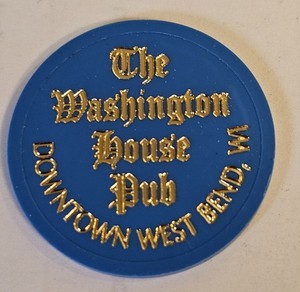 The
Washington
House
Pub
DOWNTOWN WEST BEND, WI